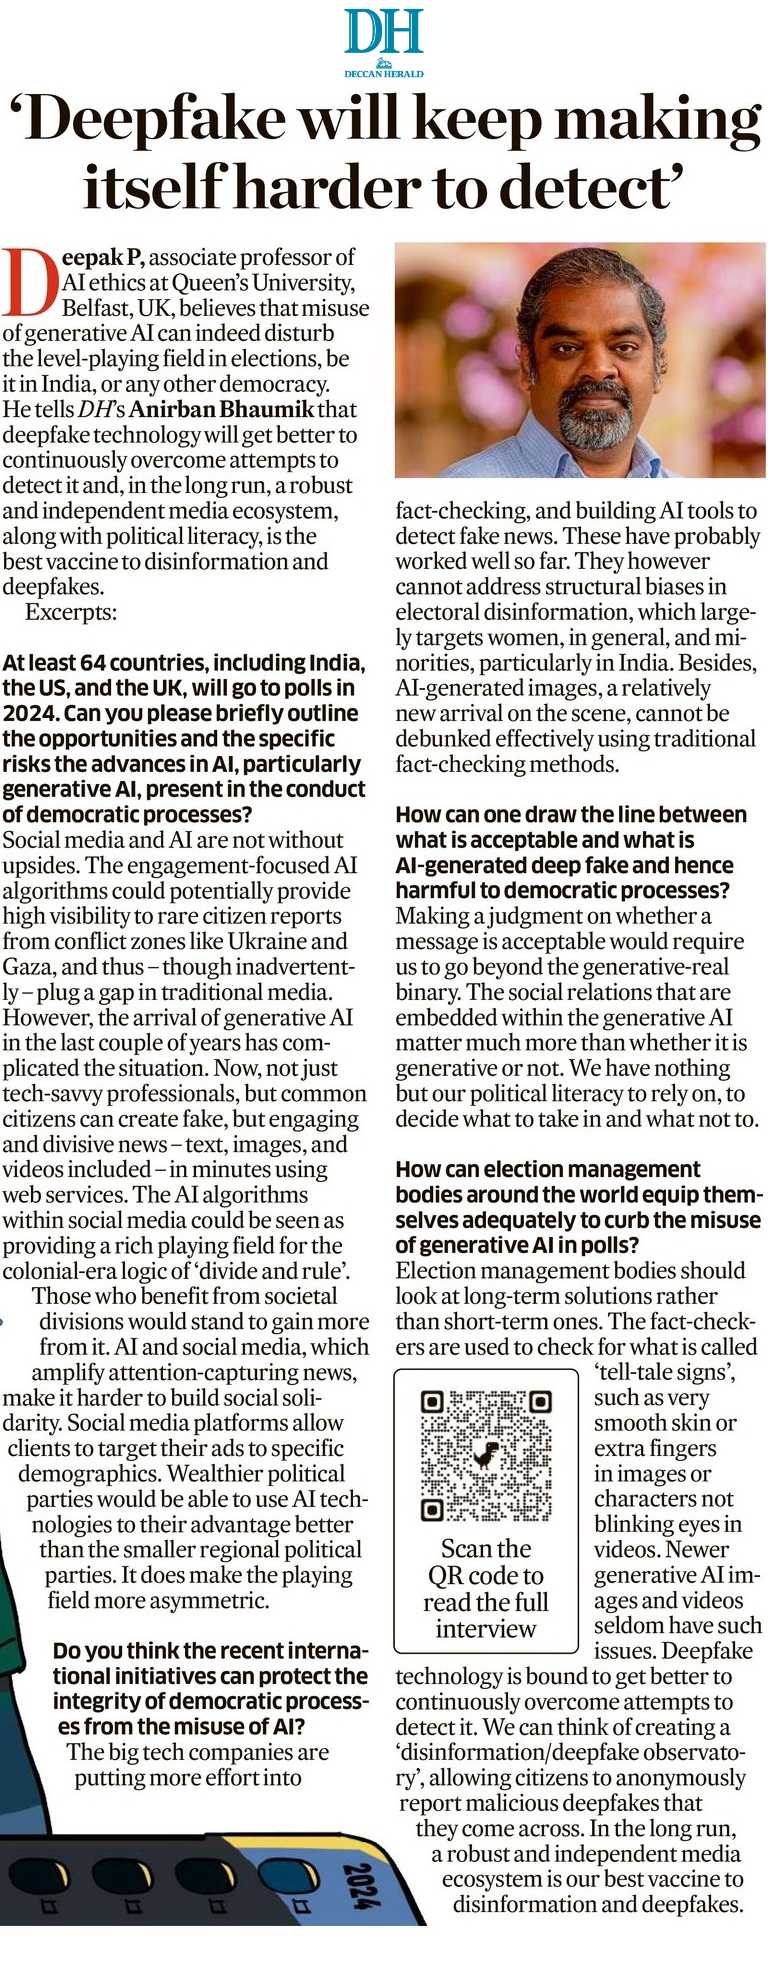 DH
DECCAN HERALD
‘Deepfake will keep making
itself harder to detect’
Deepak P, associate professor of
AI ethics at Queen’s University,
Belfast, UK, believes that misuse
of generative AI can indeed disturb
the level-playing field in elections, be
it in India, or any other democracy.
He tells DH’s Anirban Bhaumik that
deepfake technology will get better to
continuously overcome attempts to
detect it and, in the long run, a robust
and independent media ecosystem,
along with political literacy, is the
best vaccine to disinformation and
deepfakes.
Excerpts:
At least 64 countries, including India,
the US, and the UK, will go to polls in
2024. Can you please briefly outline
the opportunities and the specific
risks the advances in AI, particularly
generative AI, present in the conduct
of democratic processes?
Social media and AI are not without
upsides. The engagement-focused AI
algorithms could potentially provide
high visibility to rare citizen reports
from conflict zones like Ukraine and
Gaza, and thus – though inadvertent-
ly – plug a gap in traditional media.
However, the arrival of generative AI
in the last couple of years has com-
plicated the situation. Now, not just
tech-savvy professionals, but common
citizens can create fake, but engaging
and divisive news – text, images, and
videos included – in minutes using
web services. The AI algorithms
within social media could be seen as
providing a rich playing field for the
colonial-era logic of ‘divide and rule’.
Those who benefit from societal
divisions would stand to gain more
from it. AI and social media, which
amplify attention-capturing news,
make it harder to build social soli-
darity. Social media platforms allow
clients to target their ads to specific
demographics. Wealthier political
parties would be able to use AI tech-
nologies to their advantage better
than the smaller regional political
parties. It does make the playing
field more asymmetric.
Do you think the recent interna-
tional initiatives can protect the
integrity of democratic process-
es from the misuse of AI?
The big tech companies are
putting more effort into
2024
fact-checking, and building AI tools to
detect fake news. These have probably
worked well so far. They however
cannot address structural biases in
electoral disinformation, which large-
ly targets women, in general, and mi-
norities, particularly in India. Besides,
AI-generated images, a relatively
new arrival on the scene, cannot be
debunked effectively using traditional
fact-checking methods.
How can one draw the line between
what is acceptable and what is
AI-generated deep fake and hence
harmful to democratic processes?
Making a judgment on whether a
message is acceptable would require
us to go beyond the generative-real
binary. The social relations that are
embedded within the generative AI
matter much more than whether it is
generative or not. We have nothing
but our political literacy to rely on, to
decide what to take in and what not to.
How can election management
bodies around the world equip them-
selves adequately to curb the misuse
of generative AI in polls?
Election management bodies should
look at long-term solutions rather
than short-term ones. The fact-check-
ers are used to check for what is called
‘tell-tale signs’,
such as very
smooth skin or
extra fingers
in images or
characters not
blinking eyes in
videos. Newer
generative AI im-
ages and videos
seldom have such
issues. Deepfake
Scan the
QR code to
read the full
interview
technology is bound to get better to
continuously overcome attempts to
detect it. We can think of creating a
‘disinformation/deepfake observato-
ry’, allowing citizens to anonymously
report malicious deepfakes that
they come across. In the long run,
a robust and independent media
ecosystem is our best vaccine to
disinformation and deepfakes.